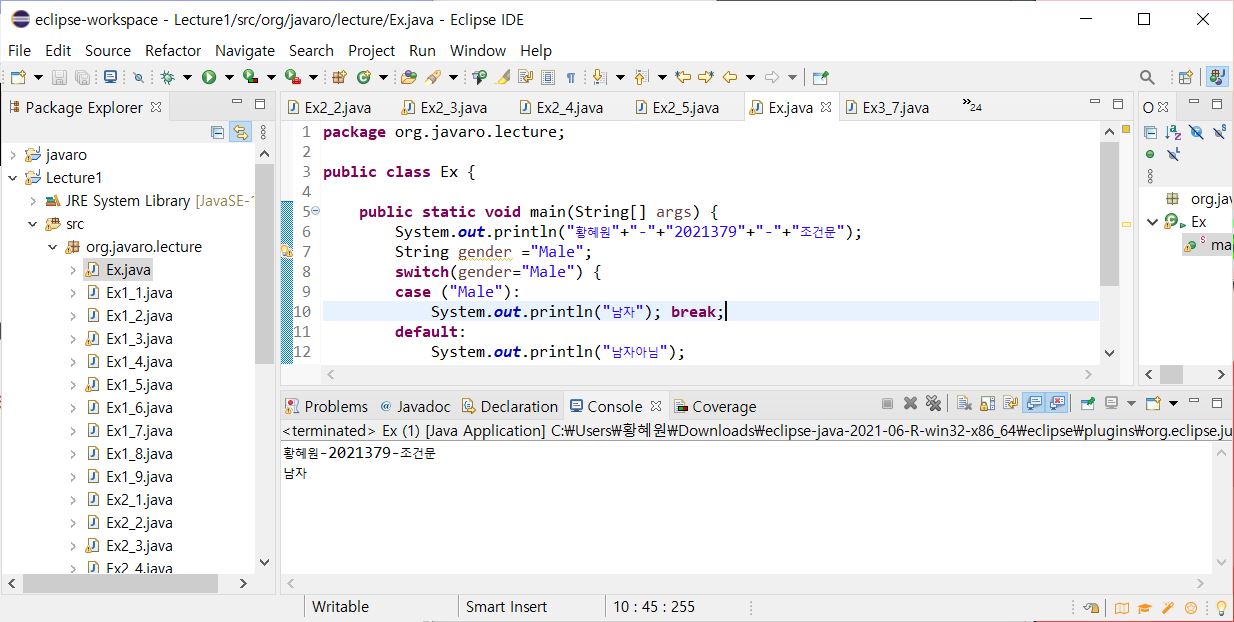 eclipse-workspace - Lecture1/src/org/javaro/lecture/Ex.java - Eclipse IDE
File Edit Source Refactor Navigate Search Project Run Window Help
Package Explorer
javaro
Lecture1
JRE System Library [JavaSE-1
src
org.javaro.lecture
Ex.java
Ex1_1.java
Ex1_2.java
Ex1_3.java
Ex1_4.java
Ex1_5.java
Ex1_6.java
Ex1_7.java
Ex1_8.java
Ex1_9.java
Ex2_1.java
Ex2_2.java
Ex2_3.java
Ex2_4.java
Ex2_2.java Ex2_3.java Ex2_4.java Ex2_5.java Ex.java Ex3_7.java »24
1 package org.javaro.lecture;
2
3 public class Ex {
4
5 public static void main(String[] args) {
6 System.out.println("황혜원"+"-"+"2021379"+"-"+"조건문");
7 String gender ="Male";
8 switch(gender="Male") {
9 case ("Male"):
10 System.out.println("남자"); break;
11 default:
12 System.out.println("남자아님");
org.jav
Ex
ma
Problems @ Javadoc Declaration Console Coverage
<terminated> Ex (1) [Java Application] C:₩Users₩황혜원₩Downloads₩eclipse-java-2021-06-R-win32-x86_64₩eclipse₩plugins₩org.eclipse.ju
황혜원-2021379-조건문
남자
Writable Smart Insert 10 : 45 : 255